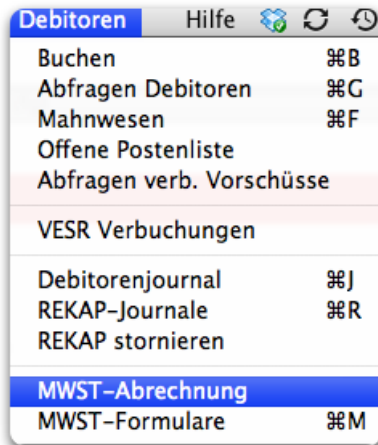 Debitoren Hilfe
Buchen ⌘B
Abfragen Debitoren ⌘G
Mahnwesen ⌘F
Offene Postenliste
Abfragen verb. Vorschüsse
VESR Verbuchungen
Debitorenjournal ⌘J
REKAP-Journale ⌘R
REKAP stornieren
MWST-Abrechnung
MWST-Formulare ⌘M